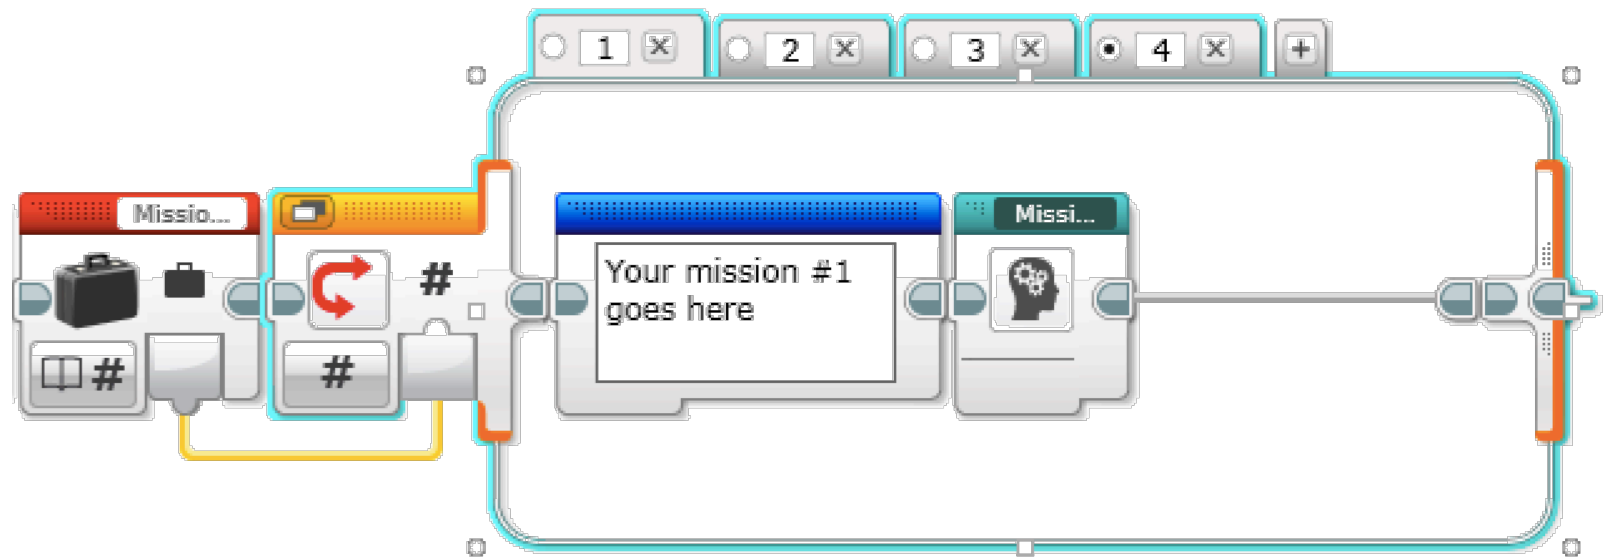 1 2 3 4 +
Missio...
#
#
#
Your mission #1
goes here
Missi...